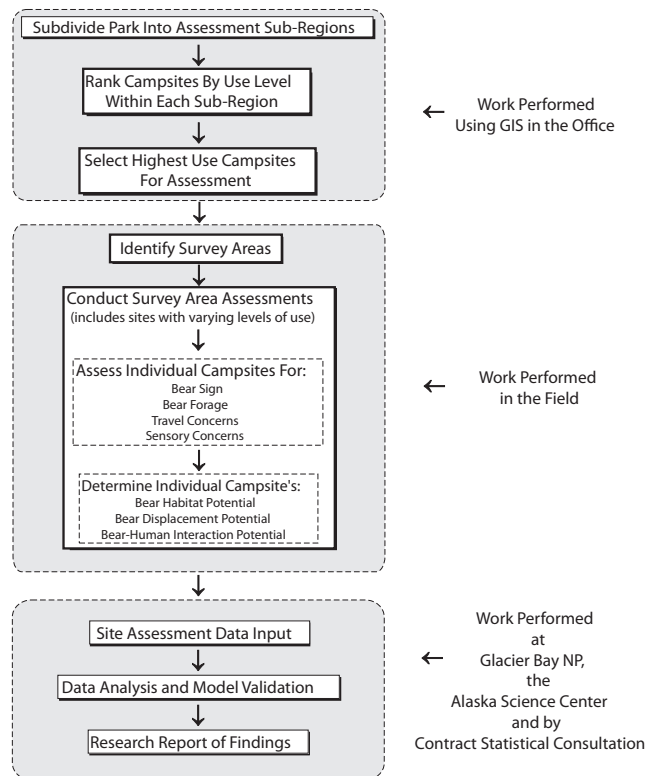 Subdivide Park Into Assessment Sub-Regions
Rank Campsites By Use Level
Within Each Sub-Region
Select Highest Use Campsites
For Assessment
Work Performed
Using GIS in the Office
Identify Survey Areas
Conduct Survey Area Assessments
(includes sites with varying levels of use)
Assess Individual Campsites For:
Bear Sign
Bear Forage
Travel Concerns
Sensory Concerns
Determine Individual Campsite's:
Bear Habitat Potential
Bear Displacement Potential
Bear-Human Interaction Potential
Work Performed
in the Field
Site Assessment Data Input
Data Analysis and Model Validation
Research Report of Findings
Work Performed
at
Glacier Bay NP,
the
Alaska Science Center
and by
Contract Statistical Consultation